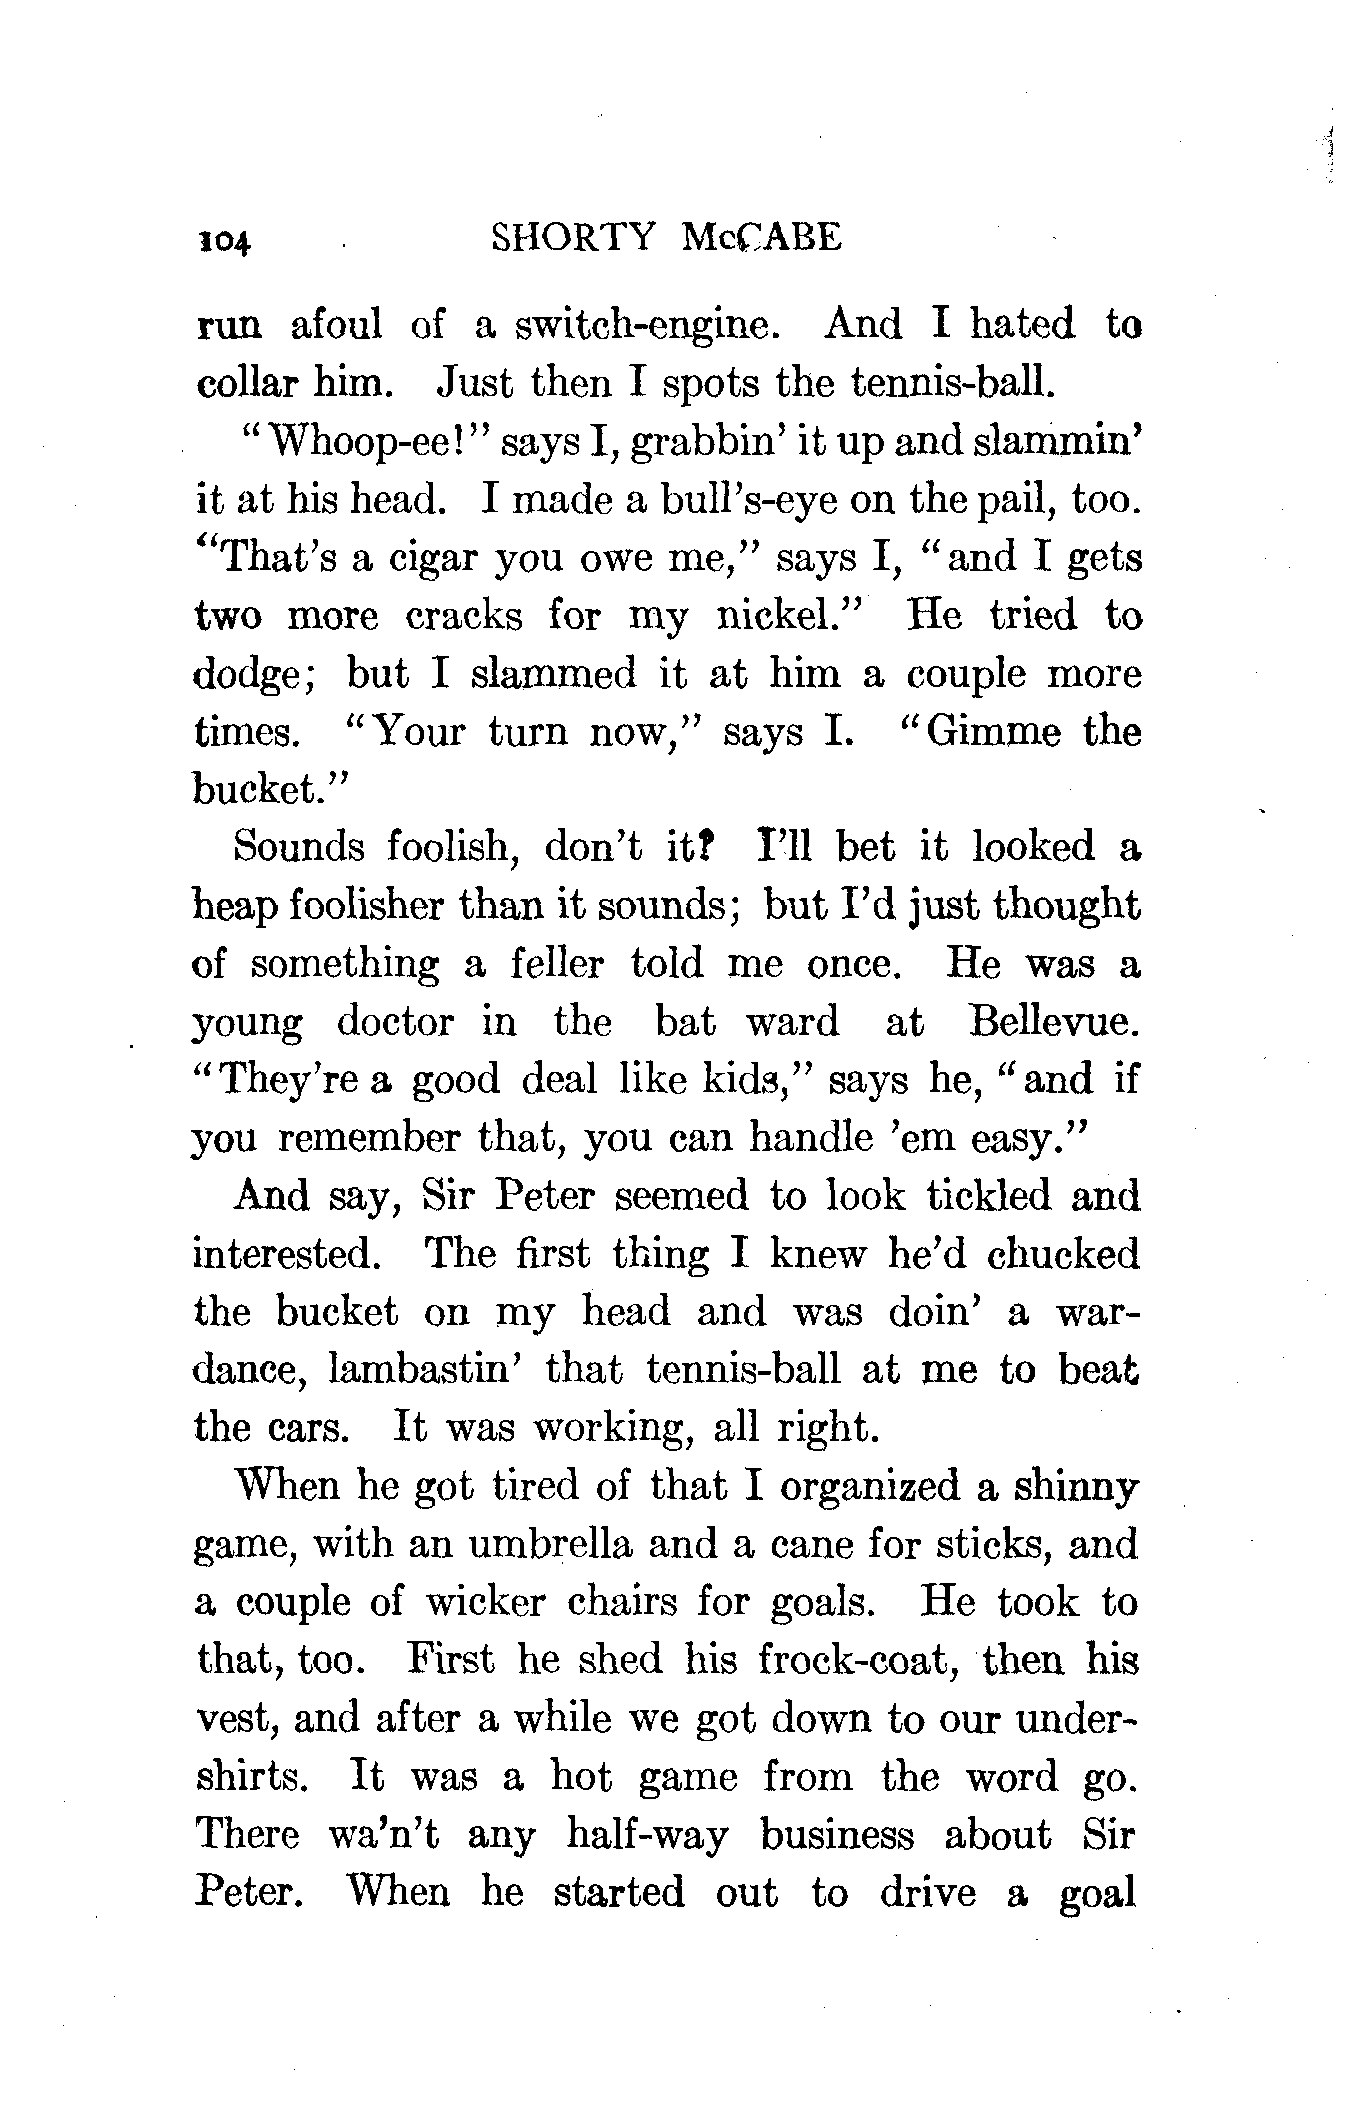 104 SHORTY McCABE
run afoul of a switch-engine. And I hated to
collar him. Just then I spots the tennis-ball.
"Whoop-ee!" says I, grabbin' it up and slammin'
it at his head. I made a bull's-eye on the pail, too.
"That's a cigar you owe me," says I, "and I gets
two more cracks for my nickel." He tried to
dodge; but I slammed it at him a couple more
times. "Your turn now," says I. "Gimme the
bucket."
Sounds foolish, don't it? I'll bet it looked a
heap foolisher than it sounds; but I'd just thought
of something a feller told me once. He was a
young doctor in the bat ward at Bellevue.
"They're a good deal like kids," says he, "and if
you remember that, you can handle 'em easy."
And say, Sir Peter seemed to look tickled and
interested. The first thing I knew he'd chucked
the bucket on my head and was doin' a war-
dance, lambastin' that tennis-ball at me to beat
the cars. It was working, all right.
When he got tired of that I organized a shinny
game, with an umbrella and a cane for sticks, and
a couple of wicker chairs for goals. He took to
that, too. First he shed his frock-coat, then his
vest, and after a while we got down to our under-
shirts. It was a hot game from the word go.
There wa'n't any half-way business about Sir
Peter. When he started out to drive a goal